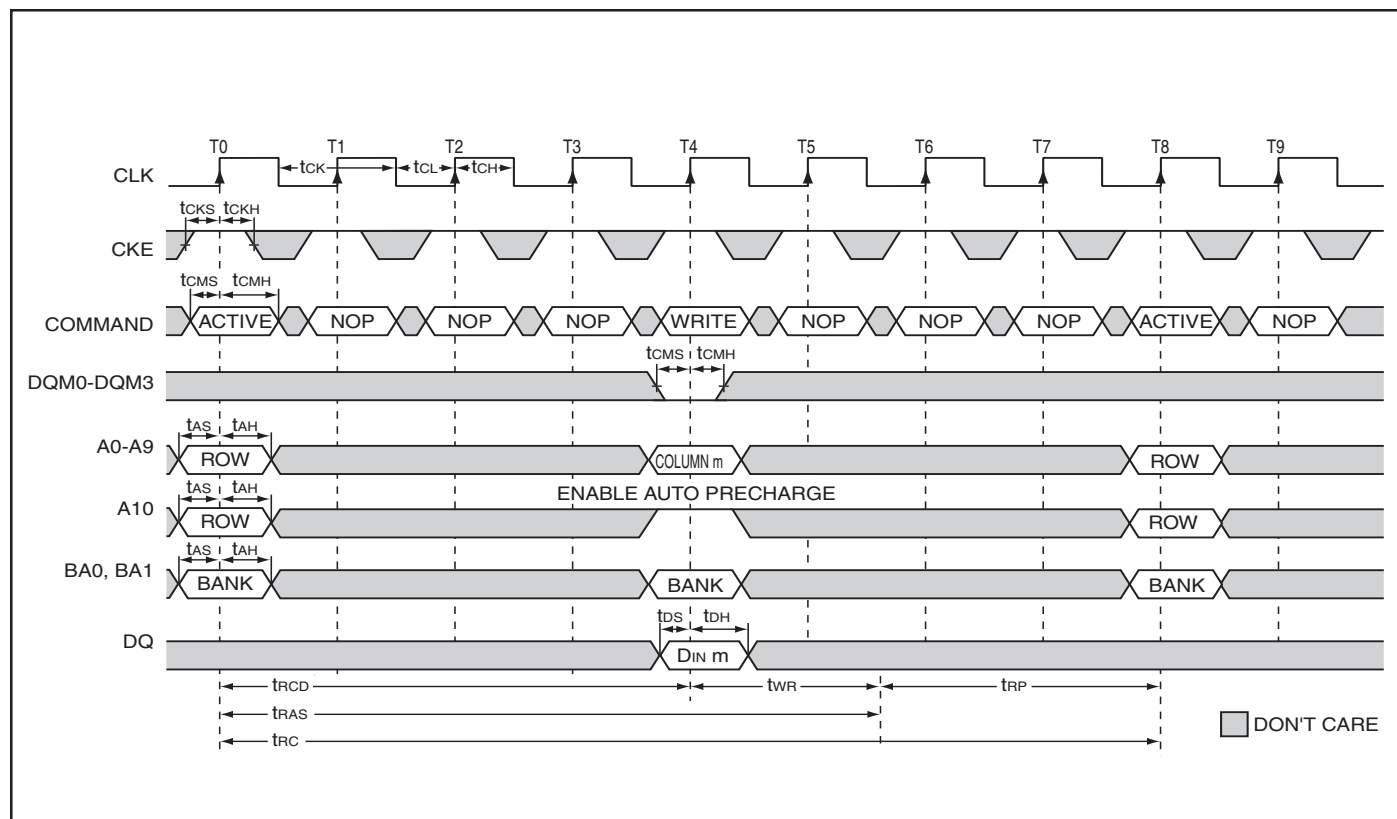 T0 T1 T2 T3 T4 T5 T6 T7 T8 T9
CLK tCK tCL tCH
tCKS tCKH
CKE
tCMS tCMH
COMMAND ACTIVE NOP NOP NOP WRITE NOP NOP NOP ACTIVE NOP
tCMS tCMH
DQM0-DQM3
tAS tAH
A0-A9 ROW COLUMN m ROW
tAS tAH ENABLE AUTO PRECHARGE
A10 ROW ROW
tAS tAH
BA0, BA1 BANK BANK BANK
tDS tDH
DQ DIN m
tRCD tWR tRP
tRAS
tRC
DON'T CARE